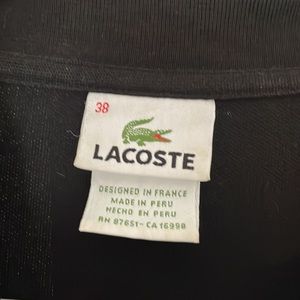 38
LACOSTE
DESIGNED IN FRANCE
MADE IN PERU
HECHO EN PERU
RN 87651 - CA 16998